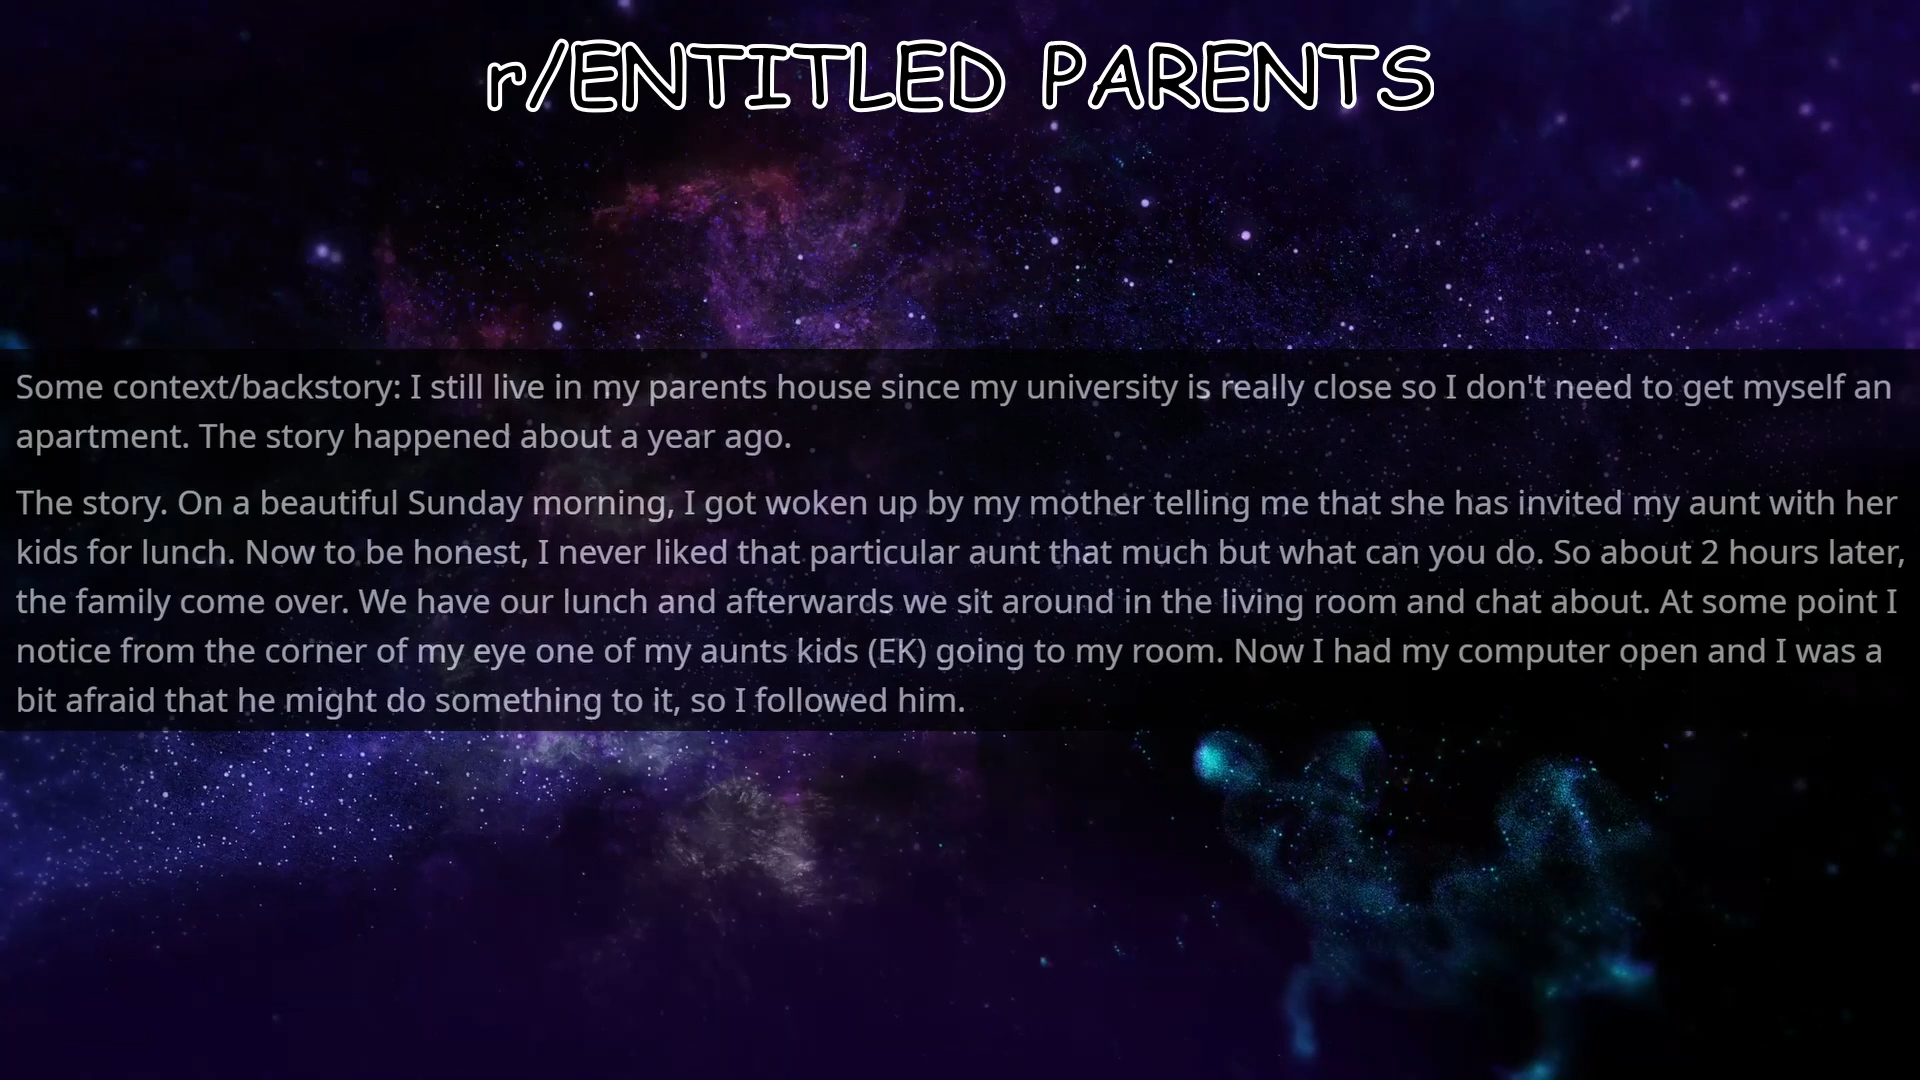 r/ENTITLED PARENTS
Some context/backstory: I still live in my parents house since my university is really close so I don't need to get myself an
apartment. The story happened about a year ago.
The story. On a beautiful Sunday morning, I got woken up by my mother telling me that she has invited my aunt with her
kids for lunch. Now to be honest, I never liked that particular aunt that much but what can you do. So about 2 hours later,
the family come over. We have our lunch and afterwards we sit around in the living room and chat about. At some point I
notice from the corner of my eye one of my aunts kids (EK) going to my room. Now I had my computer open and I was a
bit afraid that he might do something to it, so I followed him.